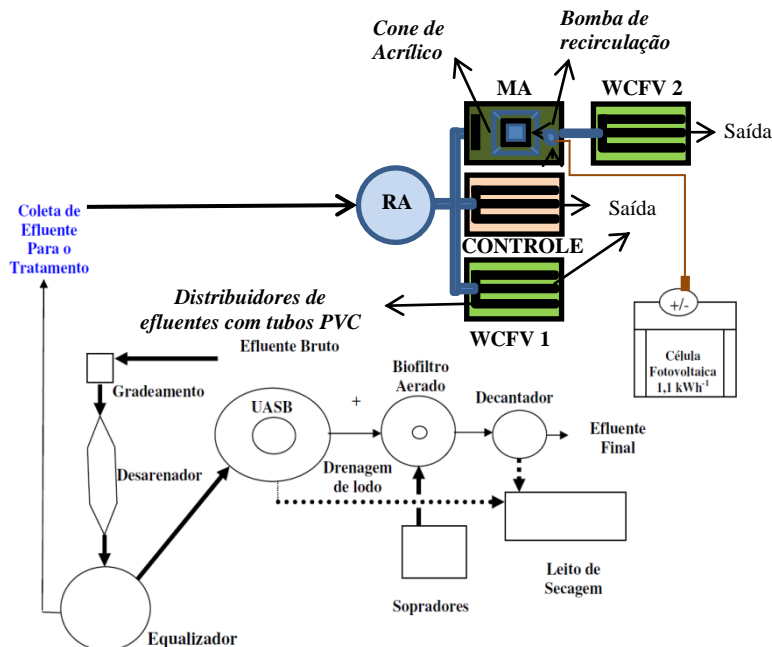 Cone de
Acrílico
Bomba de
recirculação
MA
WCFV 2
Saída
RA
Saída
CONTROLE
Coleta de
Efluente
Para o
Tratamento
Distribuidores de
efluentes com tubos PVC
WCFV 1
+/-
Célula
Fotovoltaica
1,1 kWh⁻¹
Efluente Bruto
Gradeamento
UASB
+
Biofiltro
Aerado
Decantador
Efluente
Final
Desarenador
Drenagem
de lodo
Leito de
Secagem
Sopradores
Equalizador